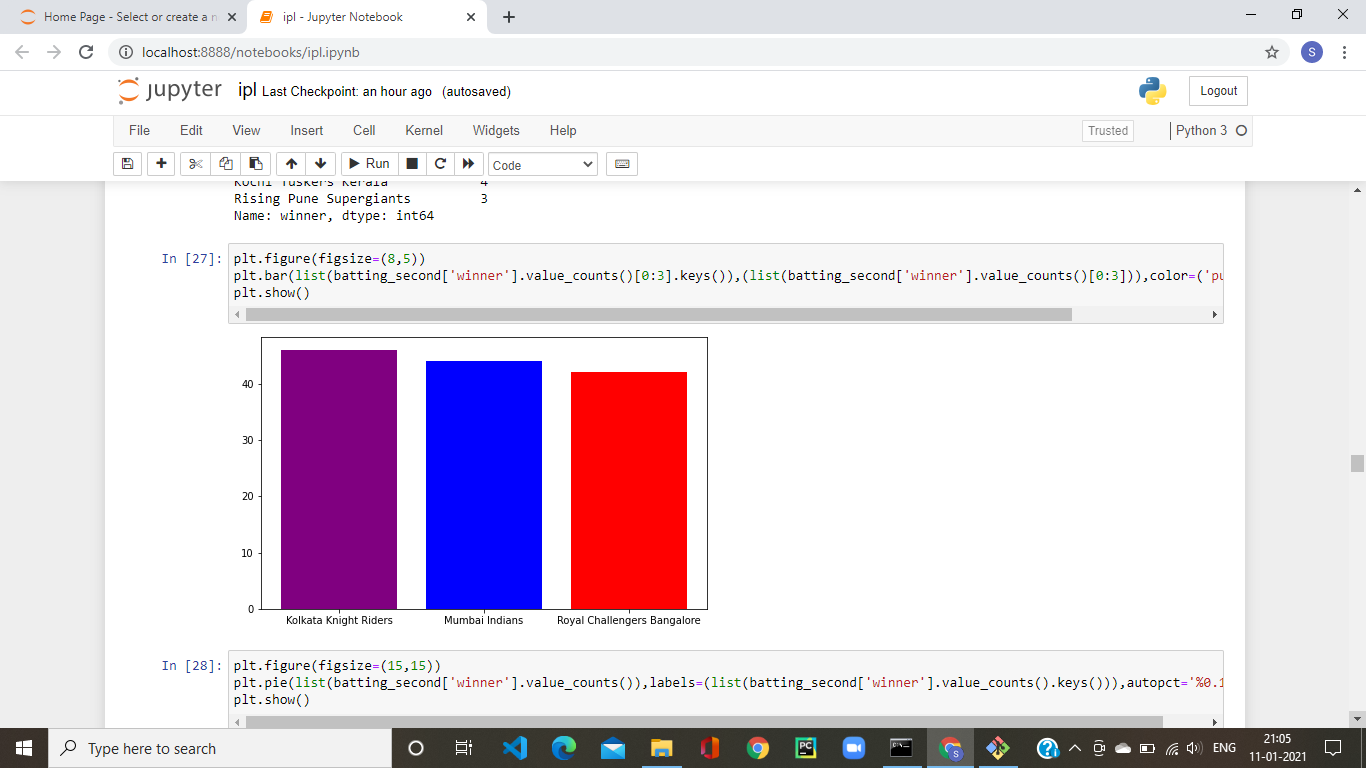 Home Page - Select or create a n
ipl - Jupyter Notebook
localhost:8888/notebooks/ipl.ipynb
S
jupyter ipl Last Checkpoint: an hour ago (autosaved)
Logout
File Edit View Insert Cell Kernel Widgets Help
Trusted Python 3
Run Code
Kochi Tuskers Kerala 4
Rising Pune Supergiants 3
Name: winner, dtype: int64
In [27]:
plt.figure(figsize=(8,5))
plt.bar(list(batting_second['winner'].value_counts()[0:3].keys()),(list(batting_second['winner'].value_counts()[0:3])),color=('pu
plt.show()
40
30
20
10
0
Kolkata Knight Riders Mumbai Indians Royal Challengers Bangalore
In [28]:
plt.figure(figsize=(15,15))
plt.pie(list(batting_second['winner'].value_counts()),labels=(list(batting_second['winner'].value_counts().keys())),autopct='%0.1
plt.show()
Type here to search
PC
S
ENG
21:05
11-01-2021